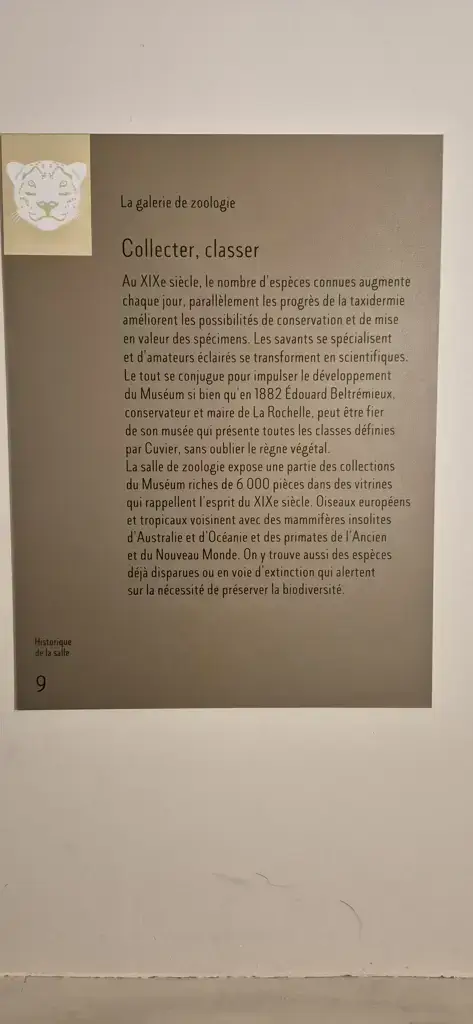 La galerie de zoologie
Collecter, classer
Au XIXe siècle, le nombre d'espèces connues augmente
chaque jour, parallèlement les progrès de la taxidermie
améliorent les possibilités de conservation et de mise
en valeur des spécimens. Les savants se spécialisent
et d'amateurs éclairés se transforment en scientifiques.
Le tout se conjugue pour impulser le développement
du Muséum si bien qu'en 1882 Édouard Beltrémieux,
conservateur et maire de La Rochelle, peut être fier
de son musée qui présente toutes les classes définies
par Cuvier, sans oublier le règne végétal.
La salle de zoologie expose une partie des collections
du Muséum riches de 6 000 pièces dans des vitrines
qui rappellent l'esprit du XIXe siècle. Oiseaux européens
et tropicaux voisinent avec des mammifères insolites
d'Australie et d'Océanie et des primates de l'Ancien
et du Nouveau Monde. On y trouve aussi des espèces
déjà disparues ou en voie d'extinction qui alertent
sur la nécessité de préserver la biodiversité.
Historique
de la salle
9